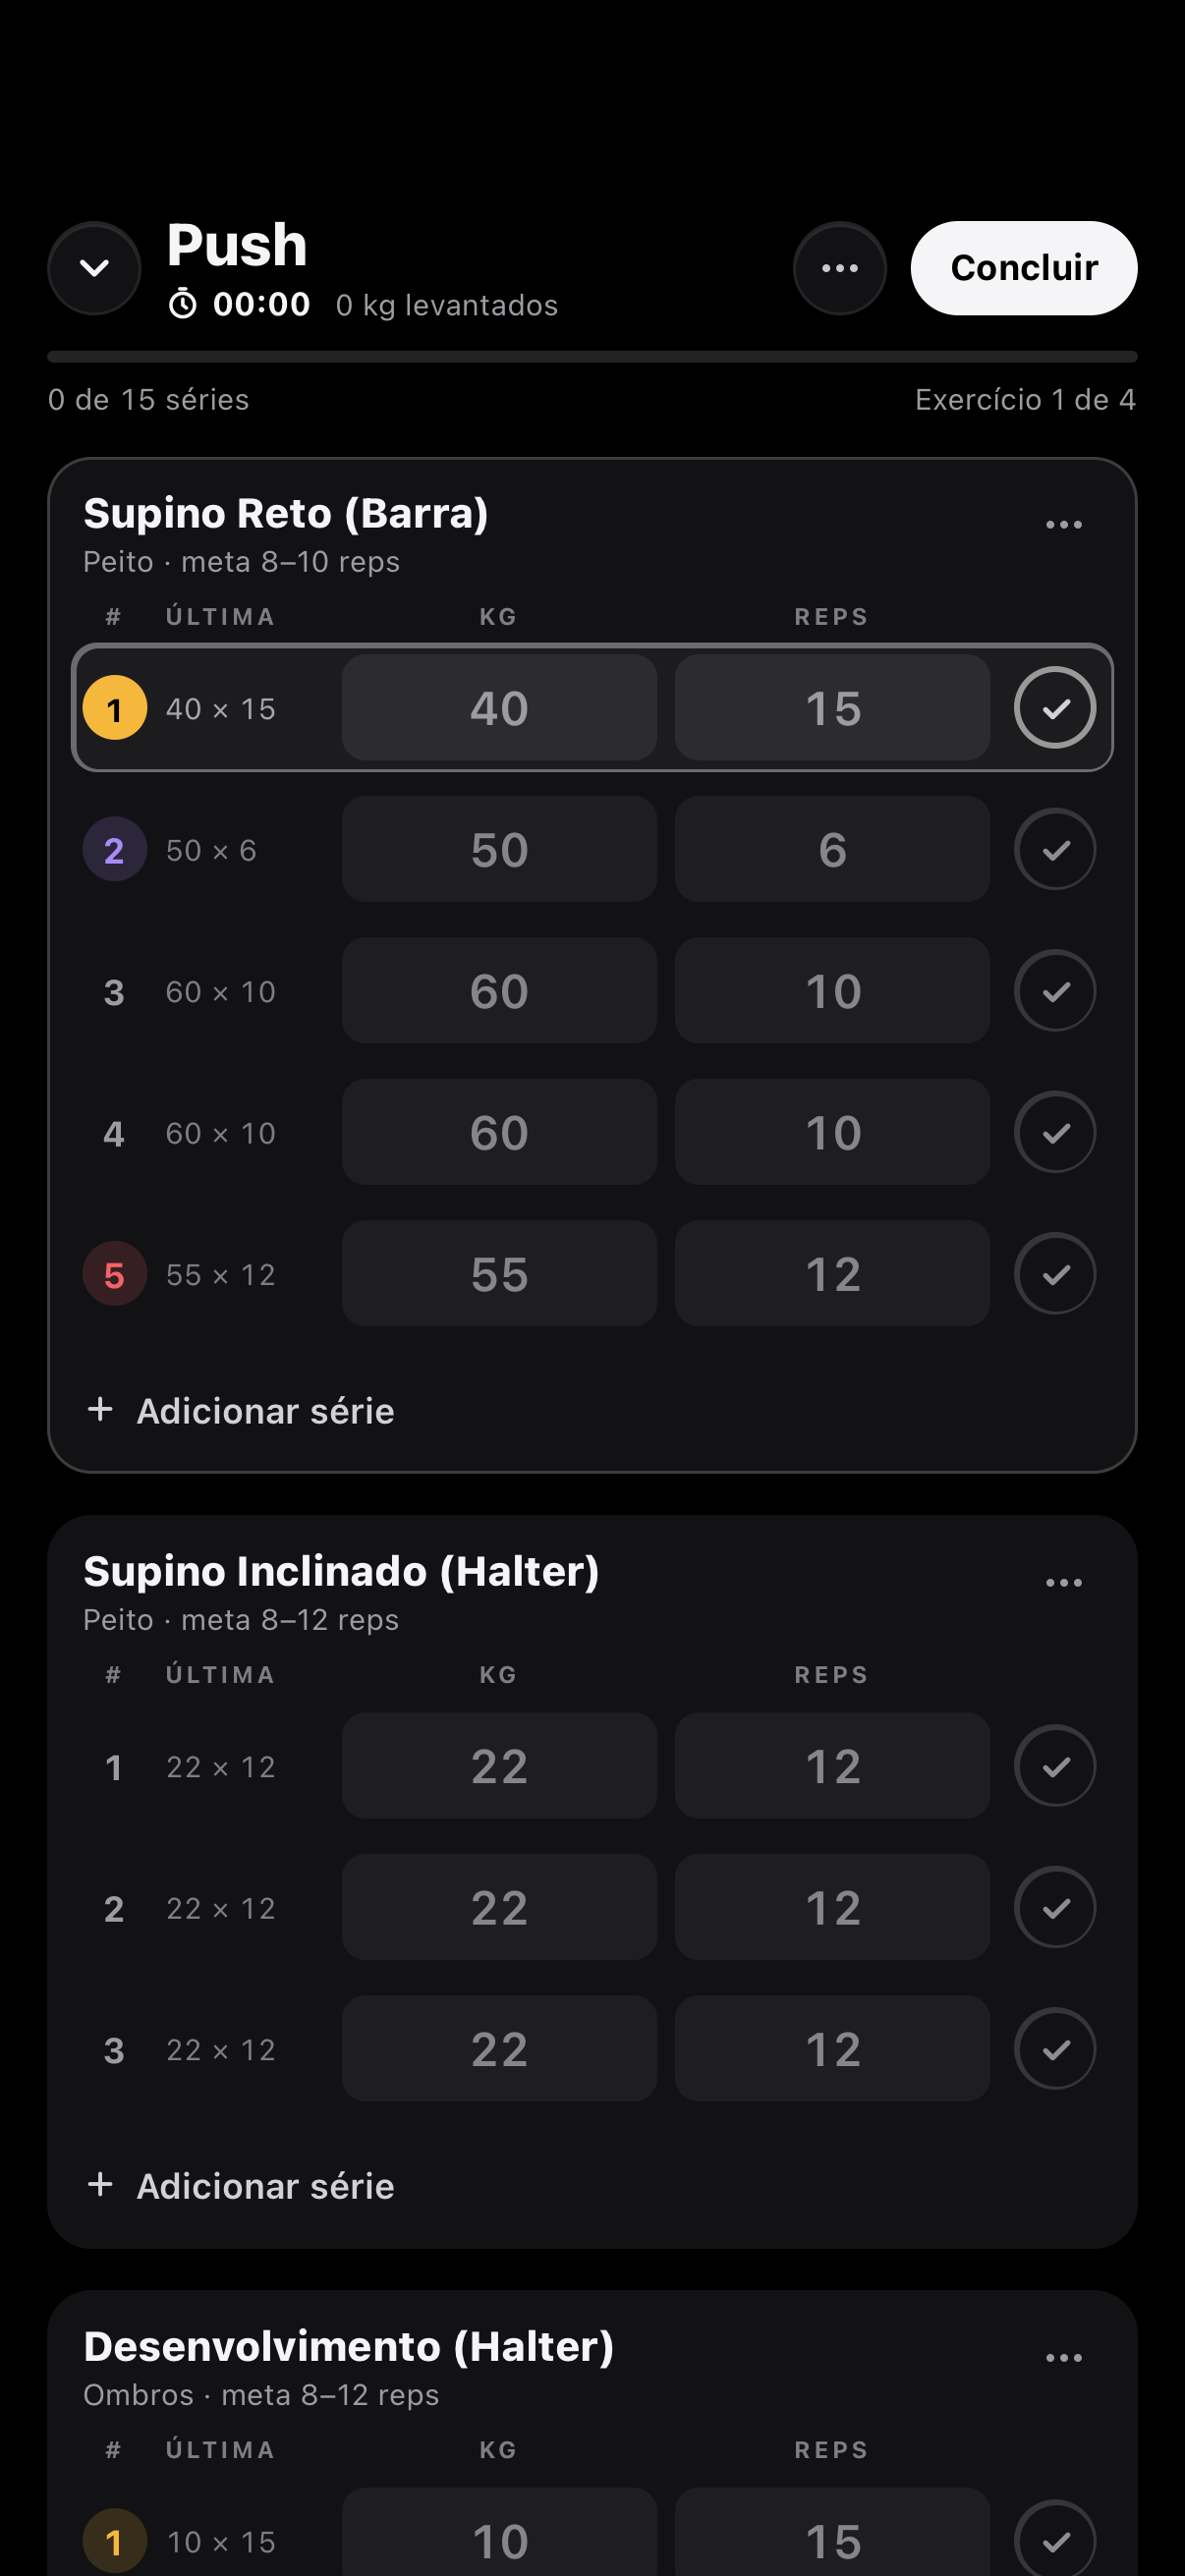 Push
00:00 0 kg levantados
Concluir
0 de 15 séries Exercício 1 de 4
Supino Reto (Barra)
Peito · meta 8–10 reps
# ÚLTIMA KG REPS
1 40 × 15 40 15
2 50 × 6 50 6
3 60 × 10 60 10
4 60 × 10 60 10
5 55 × 12 55 12
+ Adicionar série
Supino Inclinado (Halter)
Peito · meta 8–12 reps
# ÚLTIMA KG REPS
1 22 × 12 22 12
2 22 × 12 22 12
3 22 × 12 22 12
+ Adicionar série
Desenvolvimento (Halter)
Ombros · meta 8–12 reps
# ÚLTIMA KG REPS
1 10 × 15 10 15